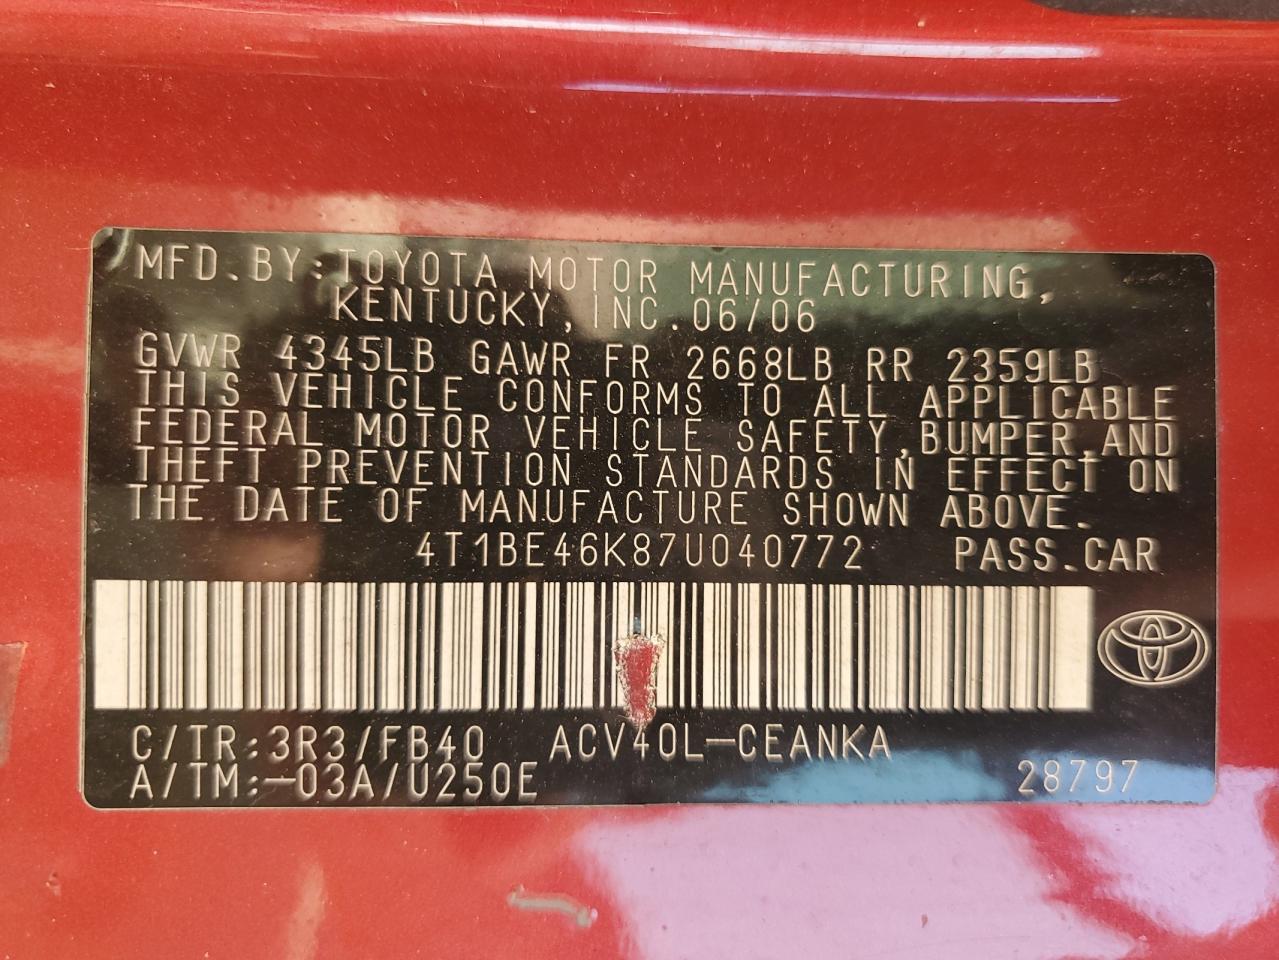 MFD.BY:TOYOTA MOTOR MANUFACTURING,
KENTUCKY,INC.06/06
GVWR 4345LB GAWR FR 2668LB RR 2359LB
THIS VEHICLE CONFORMS TO ALL APPLICABLE
FEDERAL MOTOR VEHICLE SAFETY,BUMPER,AND
THEFT PREVENTION STANDARDS IN EFFECT ON
THE DATE OF MANUFACTURE SHOWN ABOVE.
4T1BE46K87U040772 PASS.CAR
C/TR:3R3/FB40 ACV40L-CEANKA
A/TM:-03A/U250E 28797